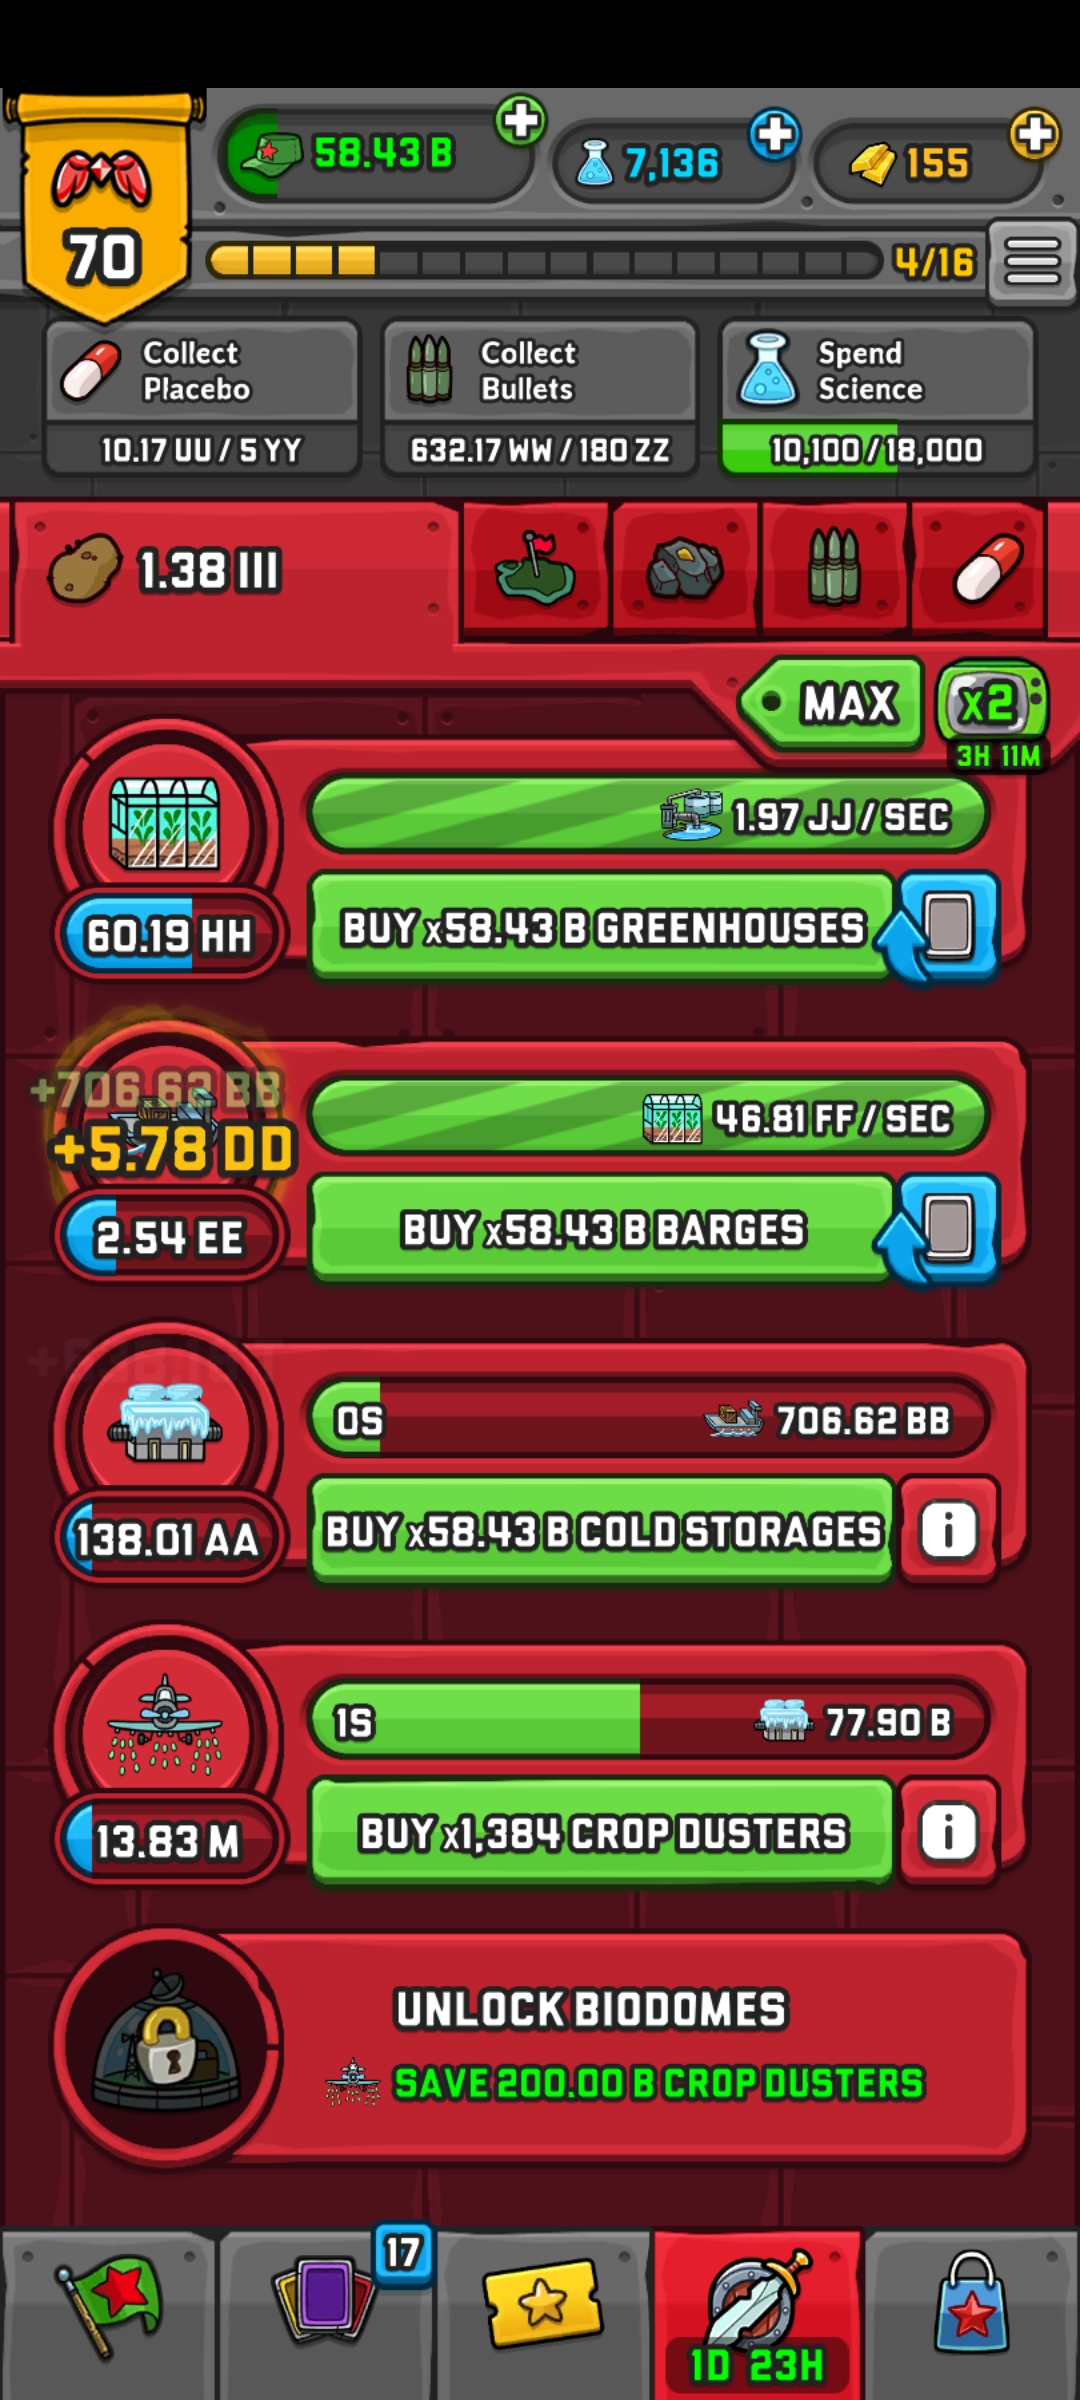 70
58.43 B
7,136
155
4/16
Collect
Placebo
10.17 UU / 5 YY
Collect
Bullets
632.17 WW / 180 ZZ
Spend
Science
10,100 / 18,000
1.38 III
MAX
x2
3H 11M
1.97 JJ / SEC
60.19 HH
BUY x58.43 B GREENHOUSES
+706.62 BB
+5.78 DD
46.81 FF / SEC
2.54 EE
BUY x58.43 B BARGES
0S
706.62 BB
138.01 AA
BUY x58.43 B COLD STORAGES
i
1S
77.90 B
13.83 M
BUY x1,384 CROP DUSTERS
i
UNLOCK BIODOMES
SAVE 200.00 B CROP DUSTERS
17
1D 23H